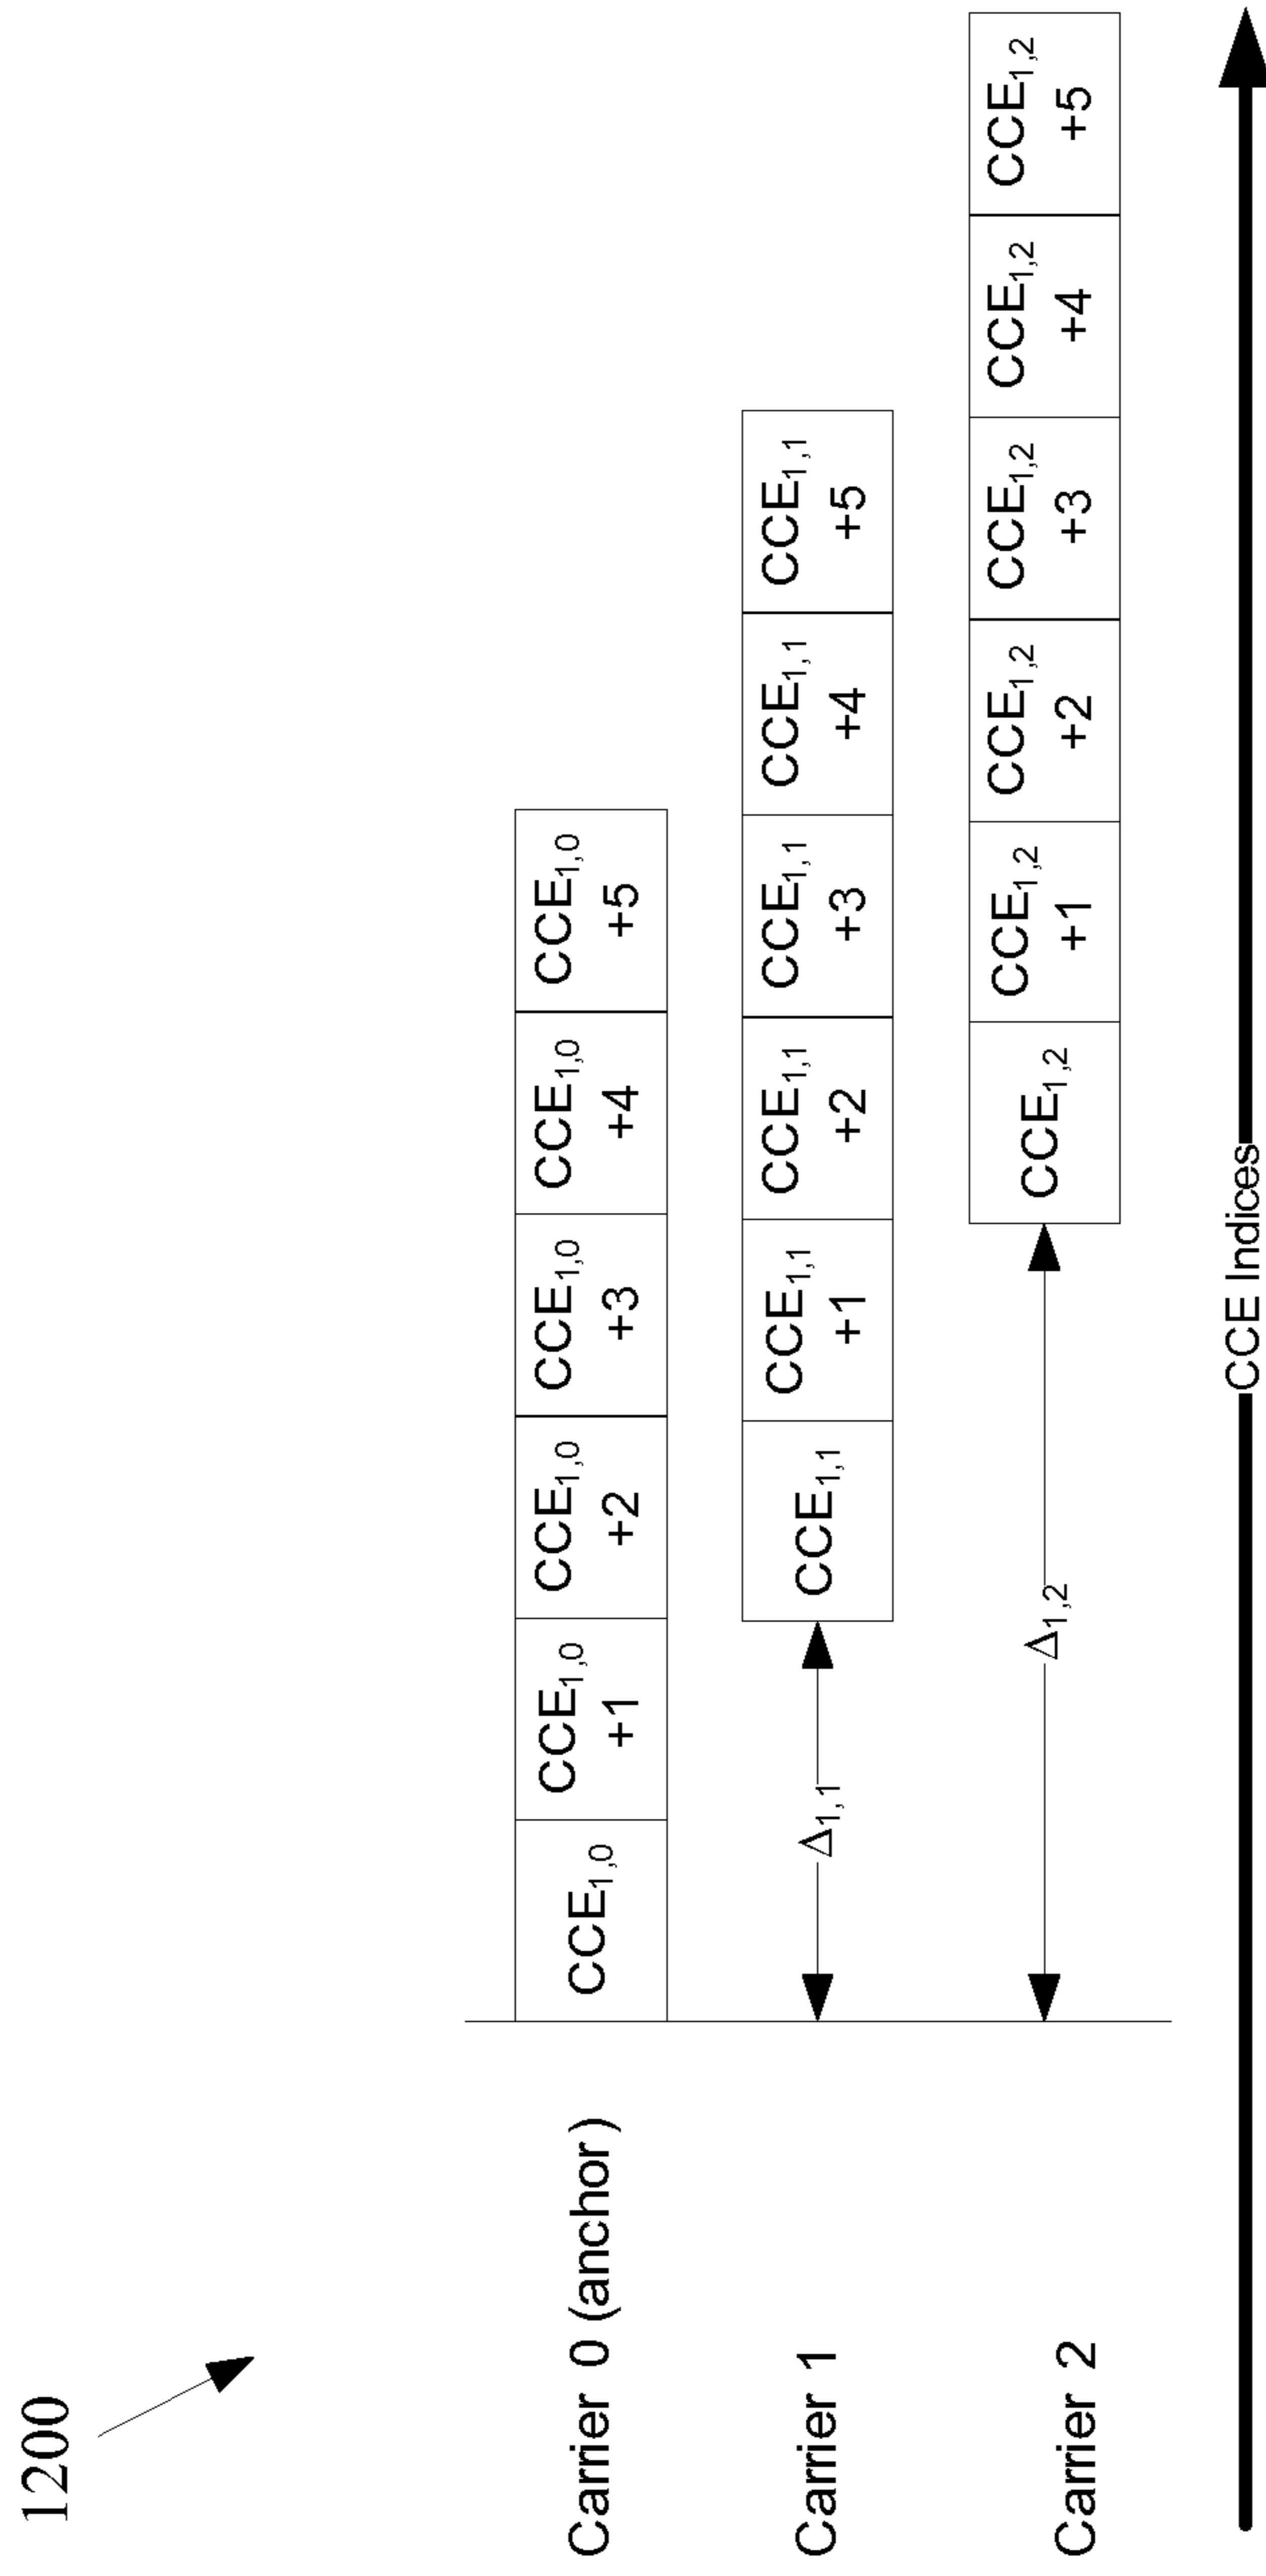 1200
Carrier 0 (anchor)
CCE1,0
CCE1,0 +1
CCE1,0 +2
CCE1,0 +3
CCE1,0 +4
CCE1,0 +5
Carrier 1
Δ1,1
CCE1,1
CCE1,1 +1
CCE1,1 +2
CCE1,1 +3
CCE1,1 +4
CCE1,1 +5
Carrier 2
Δ1,2
CCE1,2
CCE1,2 +1
CCE1,2 +2
CCE1,2 +3
CCE1,2 +4
CCE1,2 +5
CCE Indices